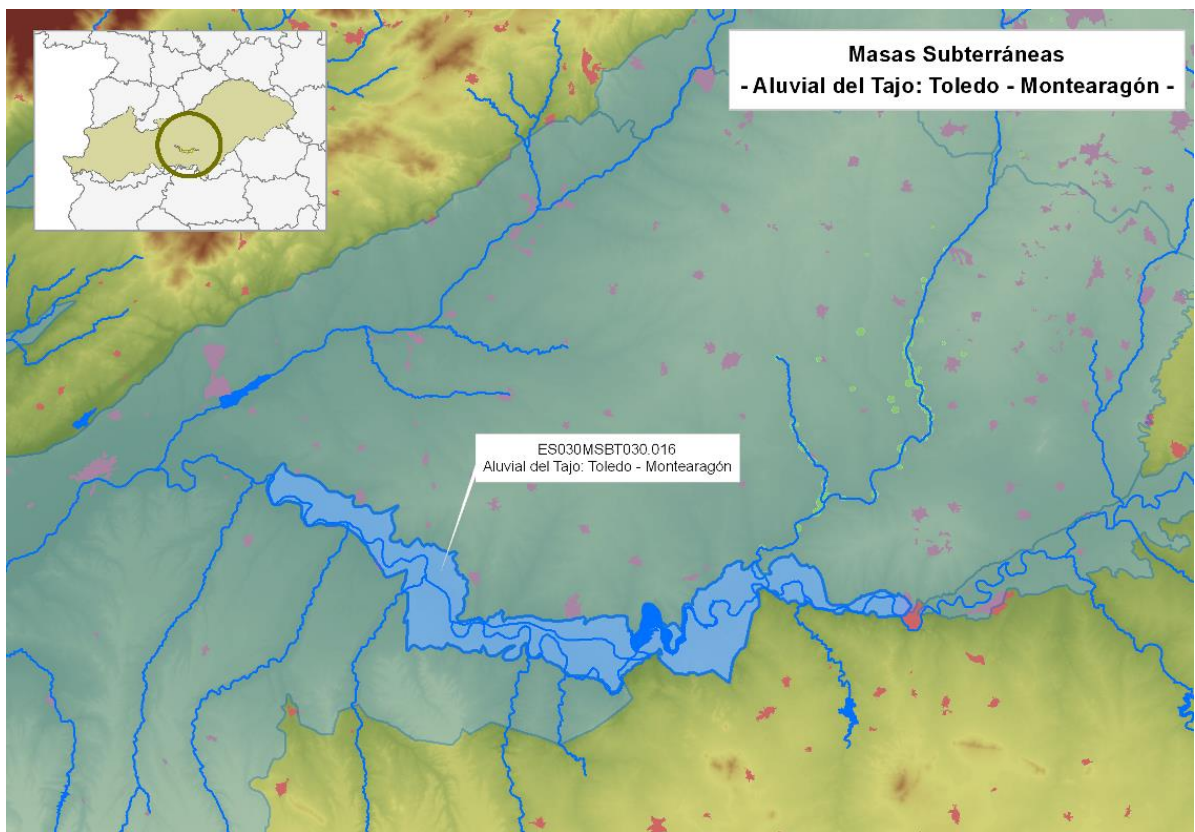 Masas Subterráneas
- Aluvial del Tajo: Toledo - Montearagón -
ES030MSBT030.016
Aluvial del Tajo: Toledo - Montearagón